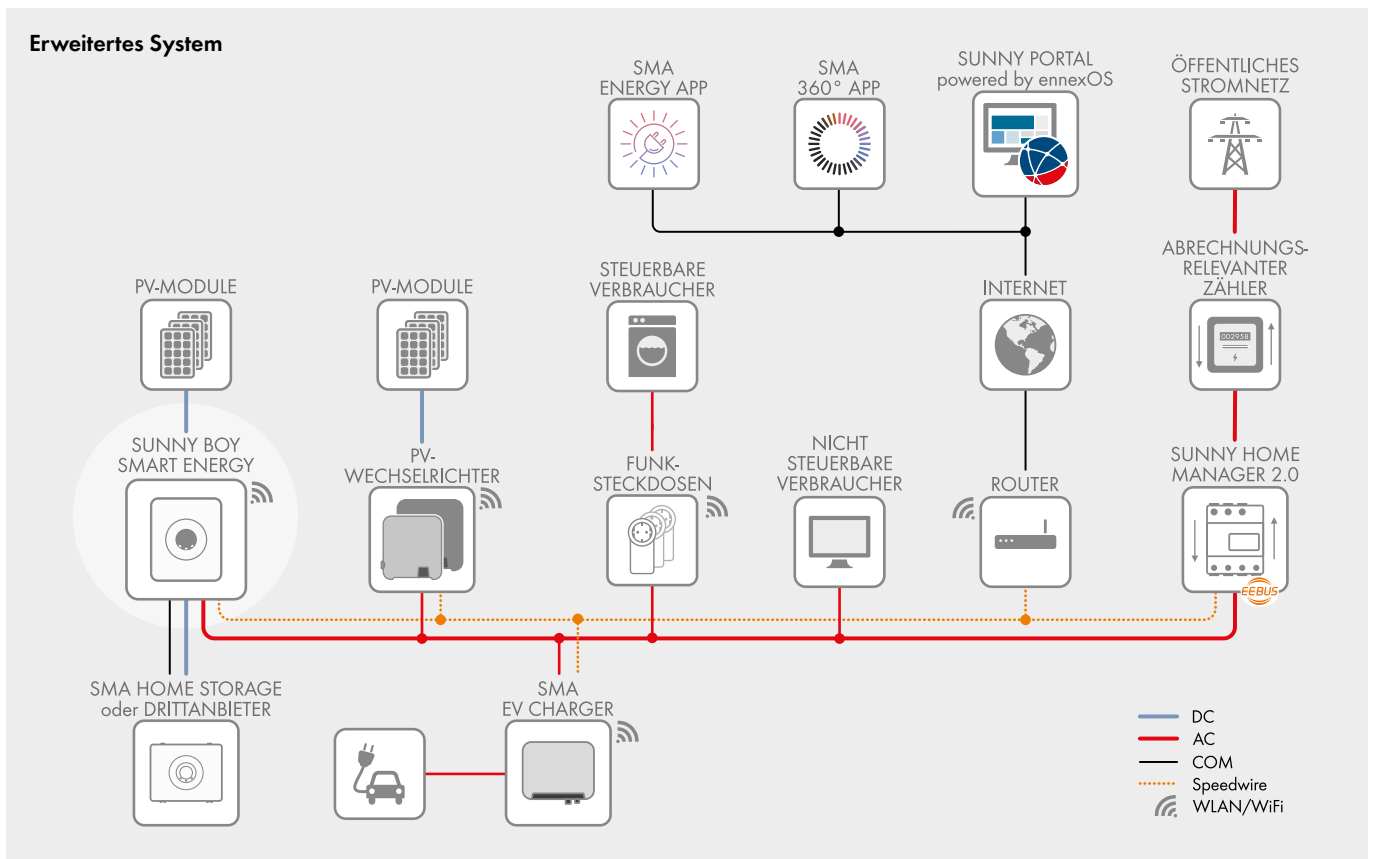 Erweitertes System
SMA
ENERGY APP
SMA
360° APP
SUNNY PORTAL
powered by ennexOS
ÖFFENTLICHES
STROMNETZ
PV-MODULE
PV-MODULE
STEUERBARE
VERBRAUCHER
INTERNET
ABRECHNUNGS-
RELEVANTER
ZÄHLER
002958
SUNNY BOY
SMART ENERGY
PV-
WECHSELRICHTER
FUNK-
STECKDOSEN
NICHT
STEUERBARE
VERBRAUCHER
ROUTER
SUNNY HOME
MANAGER 2.0
EEBUS
SMA HOME STORAGE
oder DRITTANBIETER
SMA
EV CHARGER
DC
AC
COM
Speedwire
WLAN/WiFi